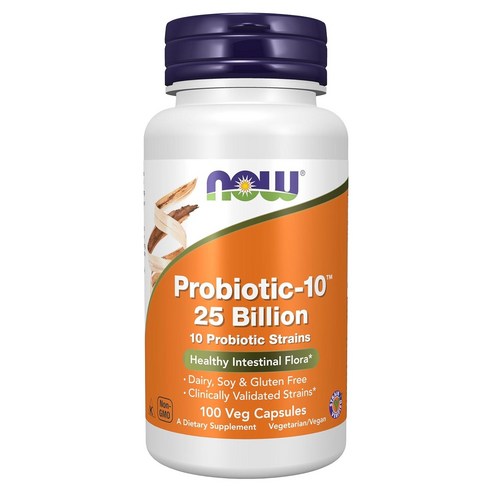 NOW®
Probiotic-10™
25 Billion
10 Probiotic Strains
Healthy Intestinal Flora*
• Dairy, Soy & Gluten Free
• Clinically Validated Strains*
100 Veg Capsules
A Dietary Supplement Vegetarian/Vegan
K
Non-
GMO